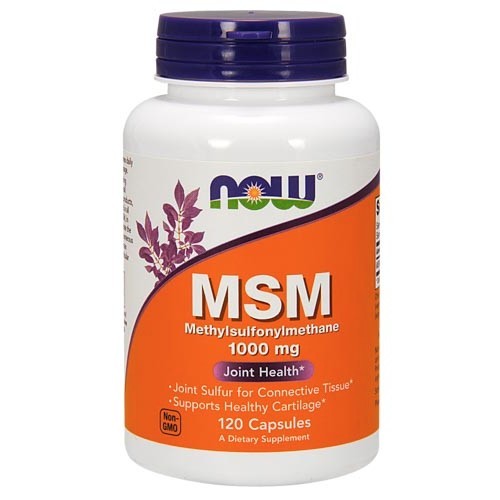 NOW®
MSM
Methylsulfonylmethane
1000 mg
Joint Health*
•Joint Sulfur for Connective Tissue*
•Supports Healthy Cartilage*
Non-
GMO
120 Capsules
A Dietary Supplement